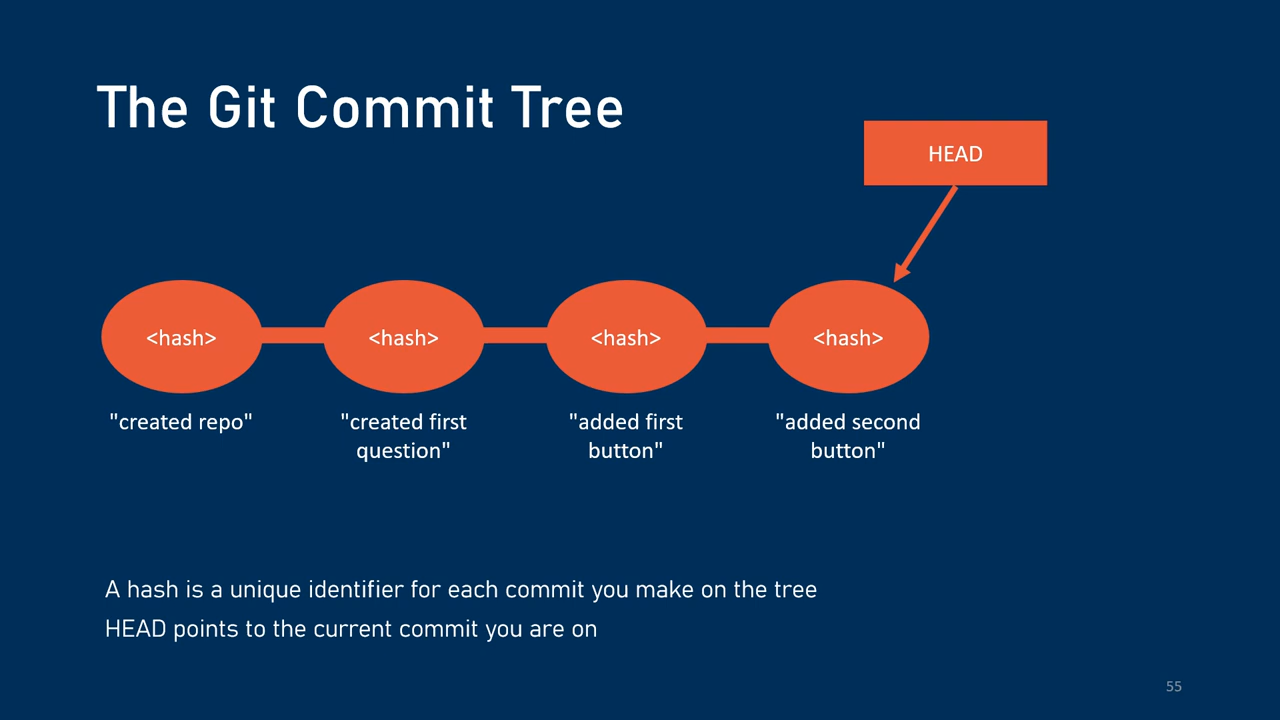 The Git Commit Tree
HEAD
<hash>
<hash>
<hash>
<hash>
"created repo"
"created first
question"
"added first
button"
"added second
button"
A hash is a unique identifier for each commit you make on the tree
HEAD points to the current commit you are on
55